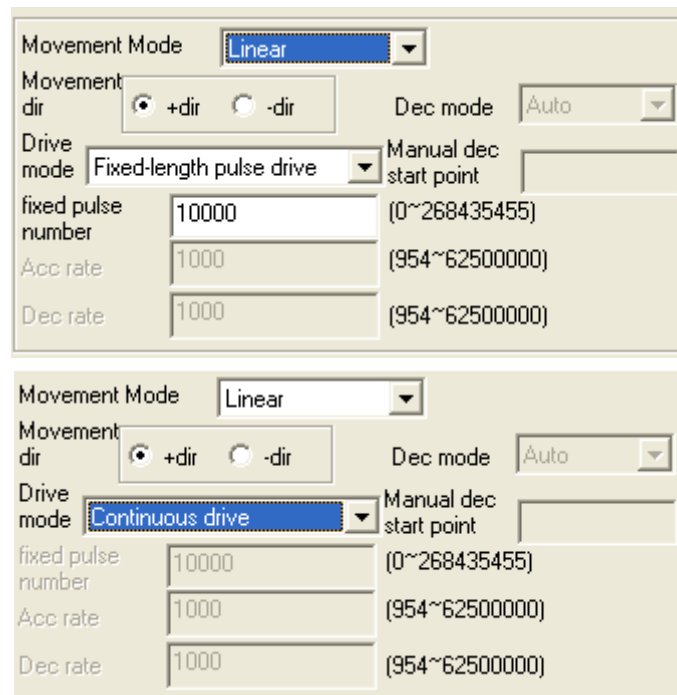 Movement Mode Linear
Movement dir +dir -dir Dec mode Auto
Drive mode Fixed-length pulse drive Manual dec start point
fixed pulse number 10000 (0~268435455)
Acc rate 1000 (954~62500000)
Dec rate 1000 (954~62500000)
Movement Mode Linear
Movement dir +dir -dir Dec mode Auto
Drive mode Continuous drive Manual dec start point
fixed pulse number 10000 (0~268435455)
Acc rate 1000 (954~62500000)
Dec rate 1000 (954~62500000)